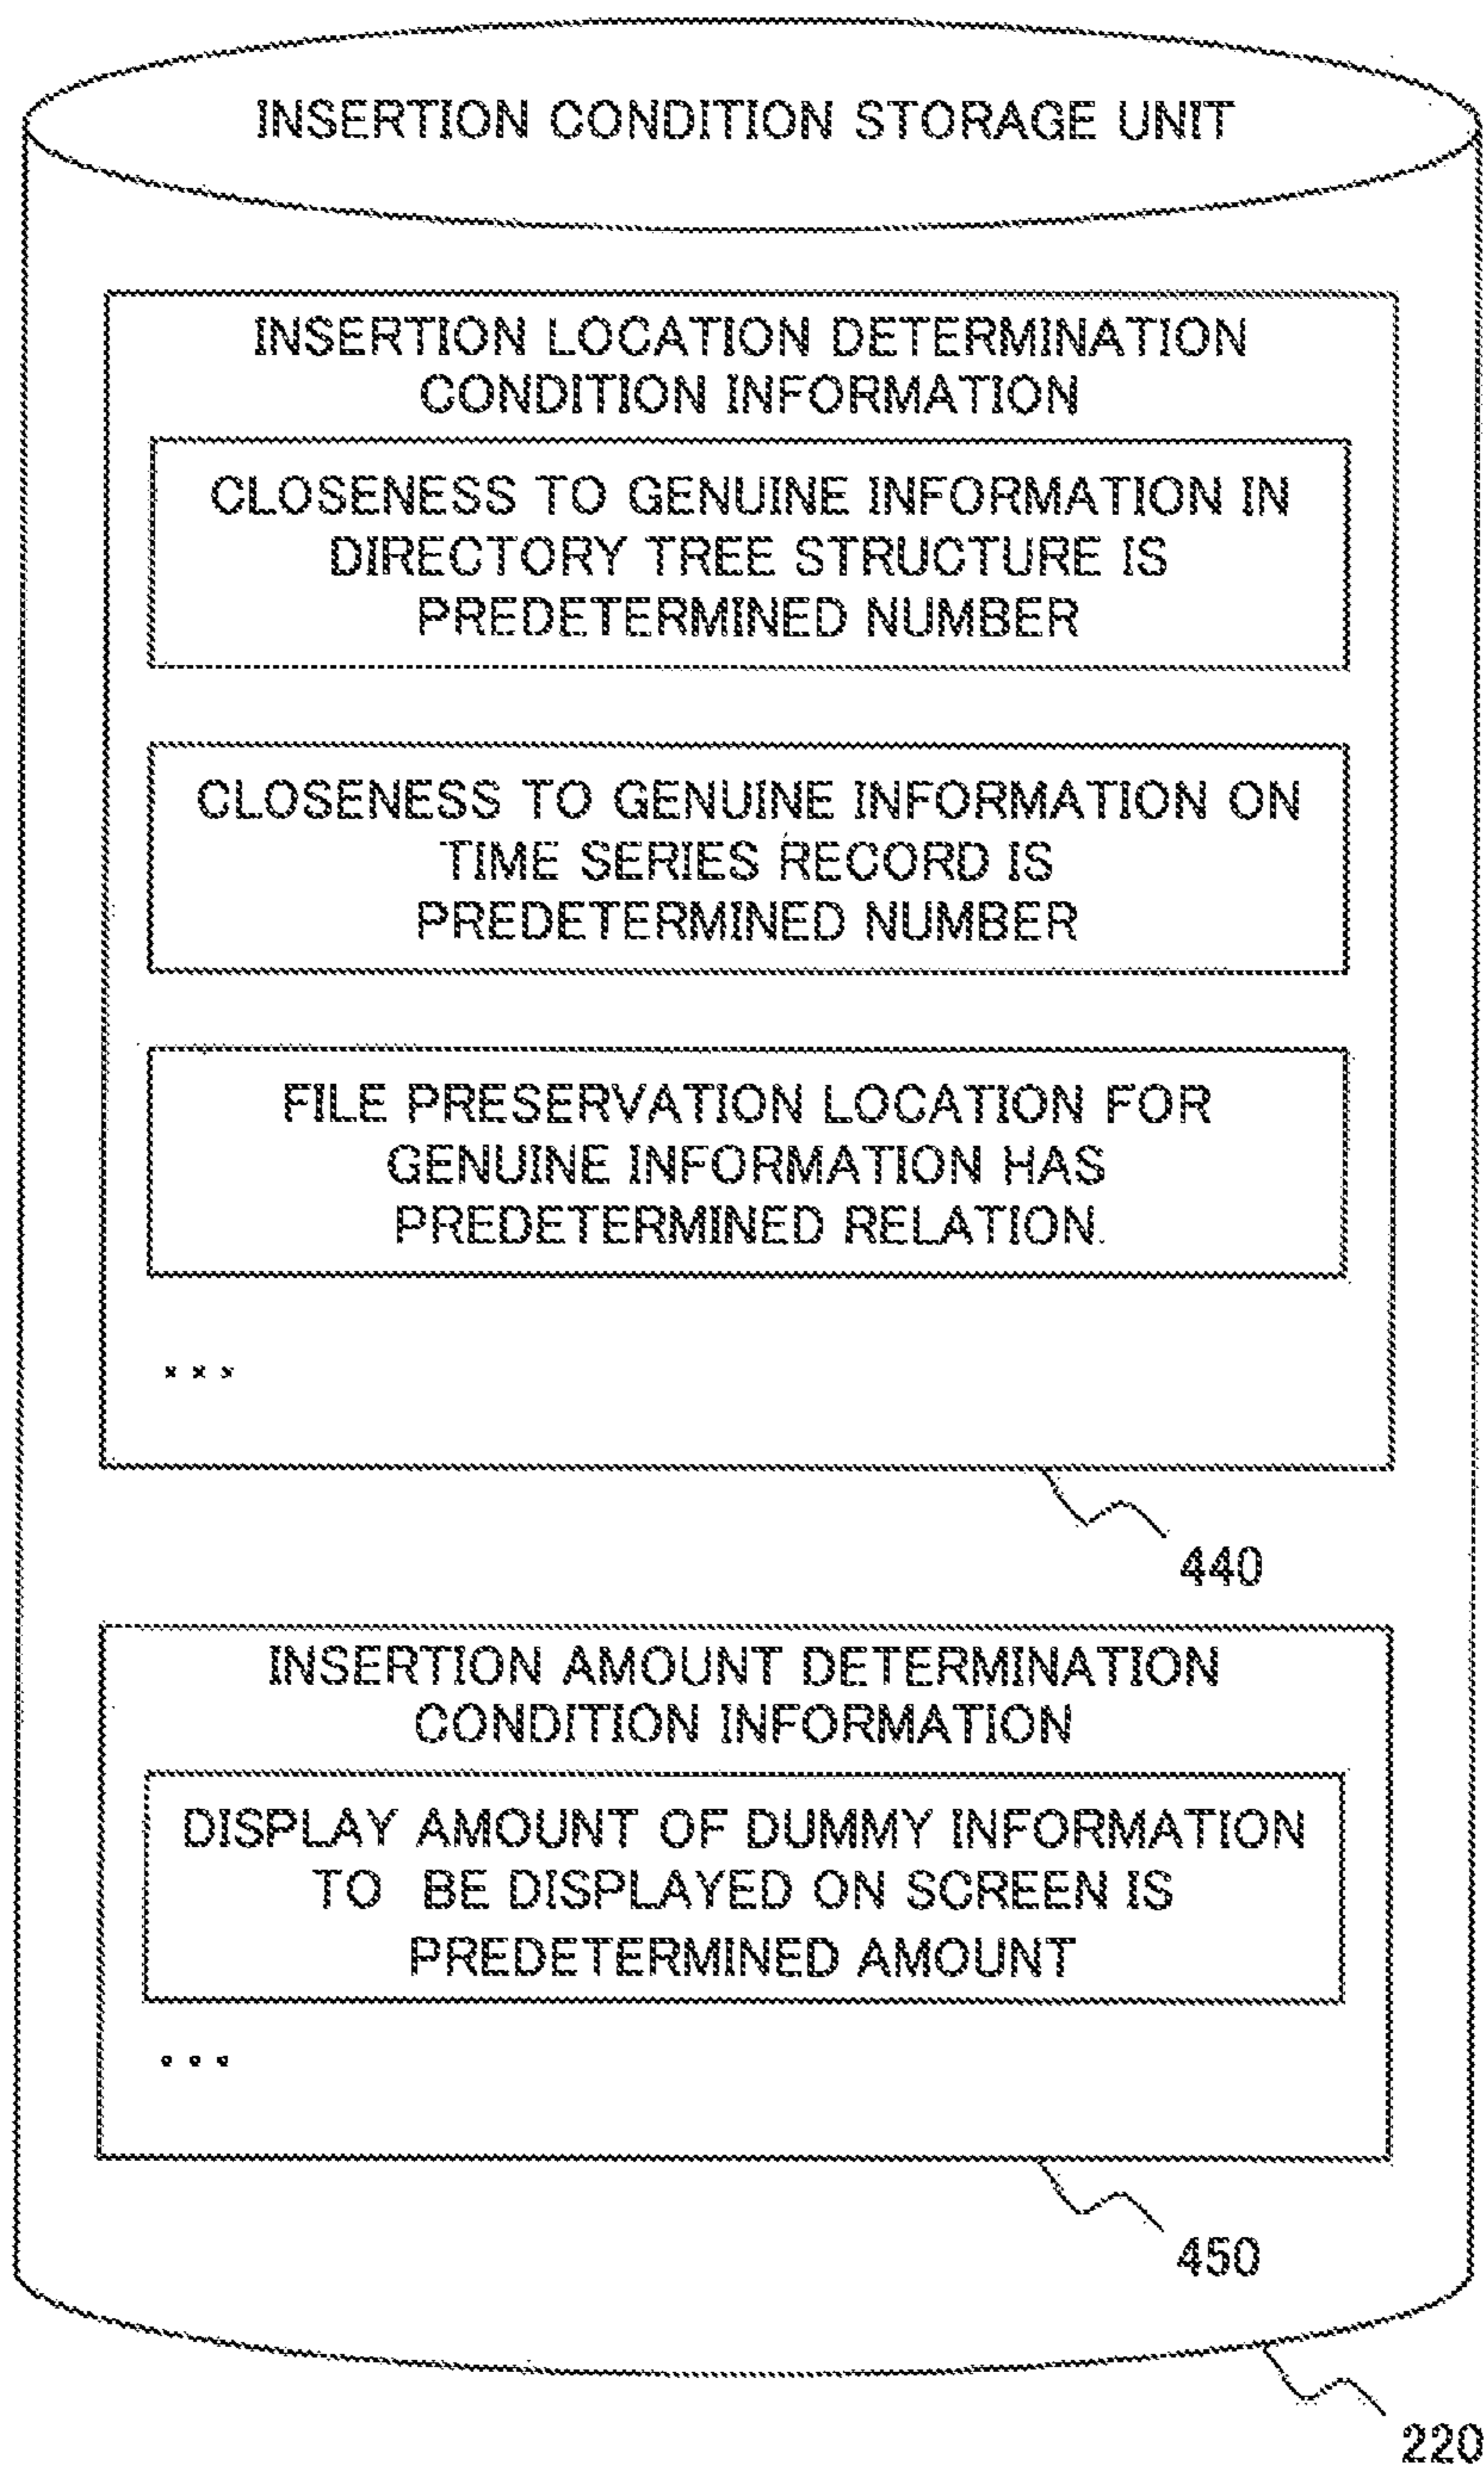 INSERTION CONDITION STORAGE UNIT
INSERTION LOCATION DETERMINATION
CONDITION INFORMATION
CLOSENESS TO GENUINE INFORMATION IN
DIRECTORY TREE STRUCTURE IS
PREDETERMINED NUMBER
CLOSENESS TO GENUINE INFORMATION ON
TIME SERIES RECORD IS
PREDETERMINED NUMBER
FILE PRESERVATION LOCATION FOR
GENUINE INFORMATION HAS
PREDETERMINED RELATION.
...
440
INSERTION AMOUNT DETERMINATION
CONDITION INFORMATION
DISPLAY AMOUNT OF DUMMY INFORMATION
TO BE DISPLAYED ON SCREEN IS
PREDETERMINED AMOUNT
...
450
220